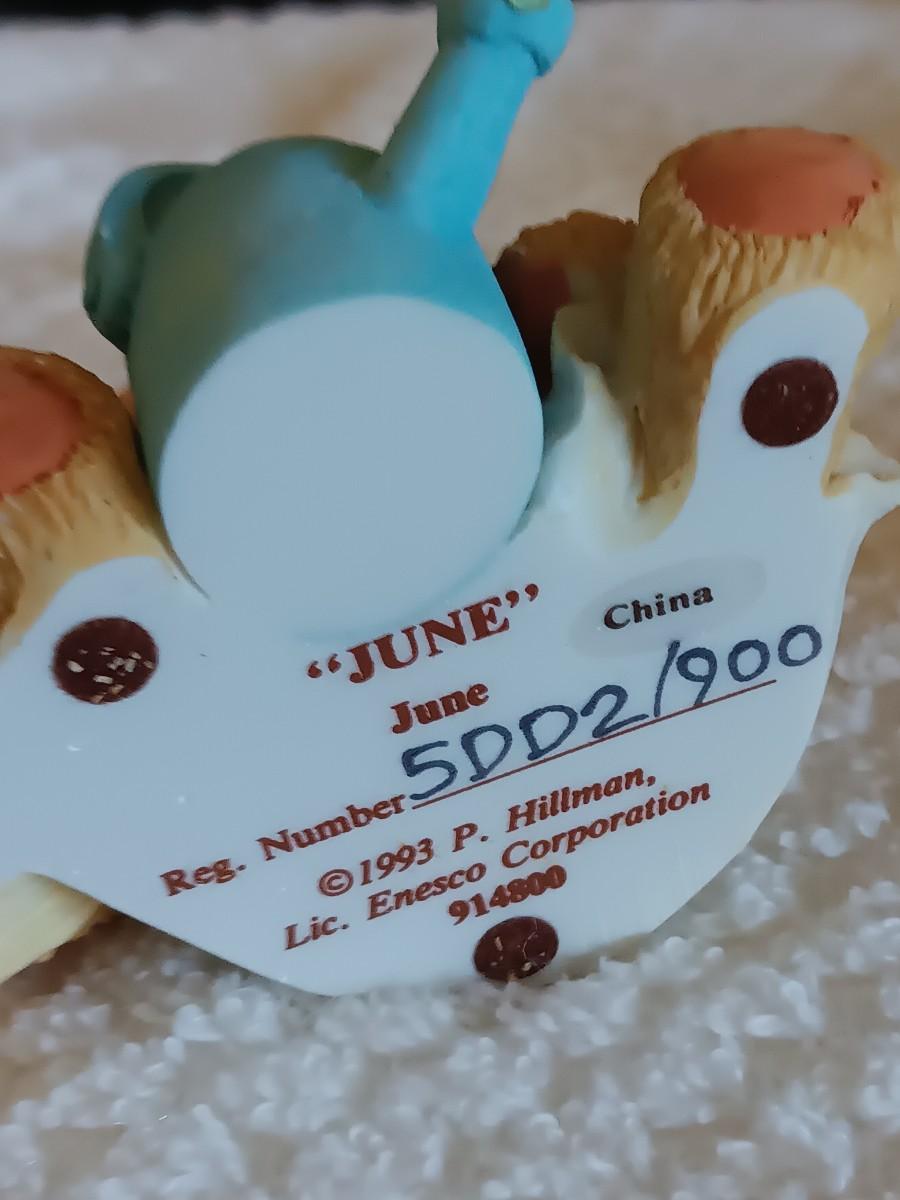 “JUNE”
China
June
Reg. Number 5DD2/900
©1993 P. Hillman,
Lic. Enesco Corporation
914800